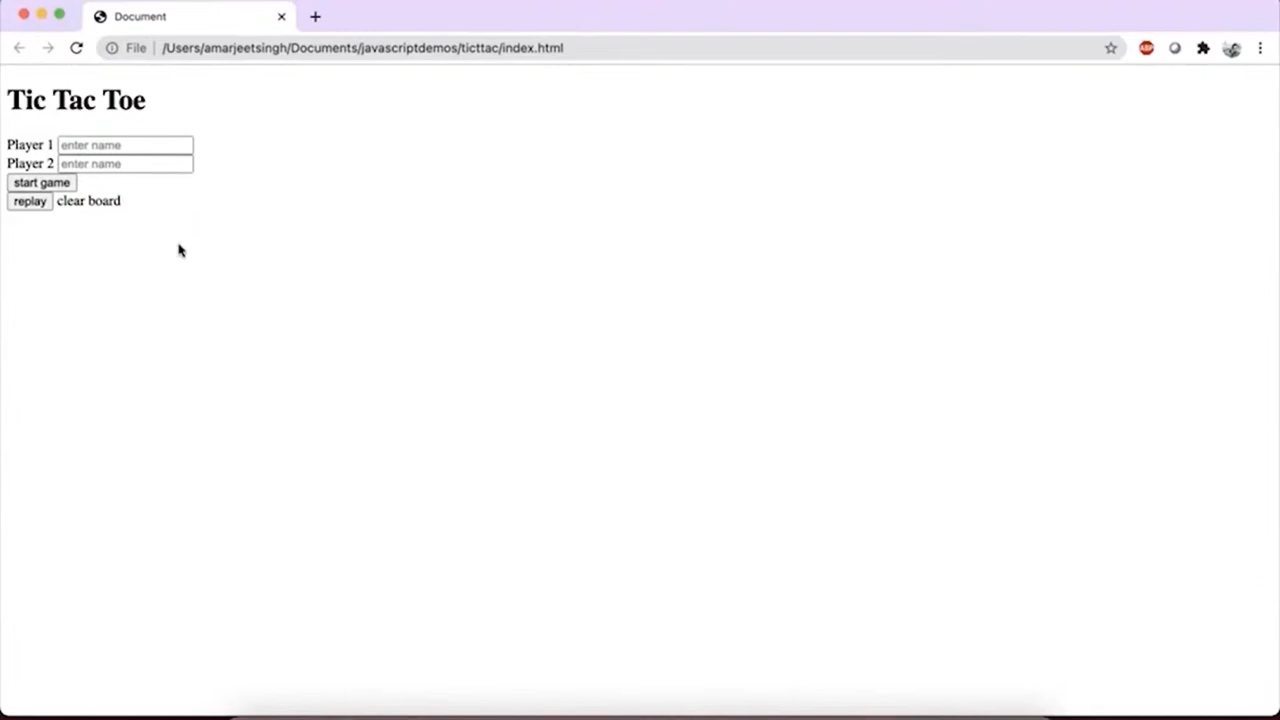 Document
File /Users/amarjeetsingh/Documents/javascriptdemos/ticttac/index.html
ABP
Tic Tac Toe
Player 1 enter name
Player 2 enter name
start game
replay clear board